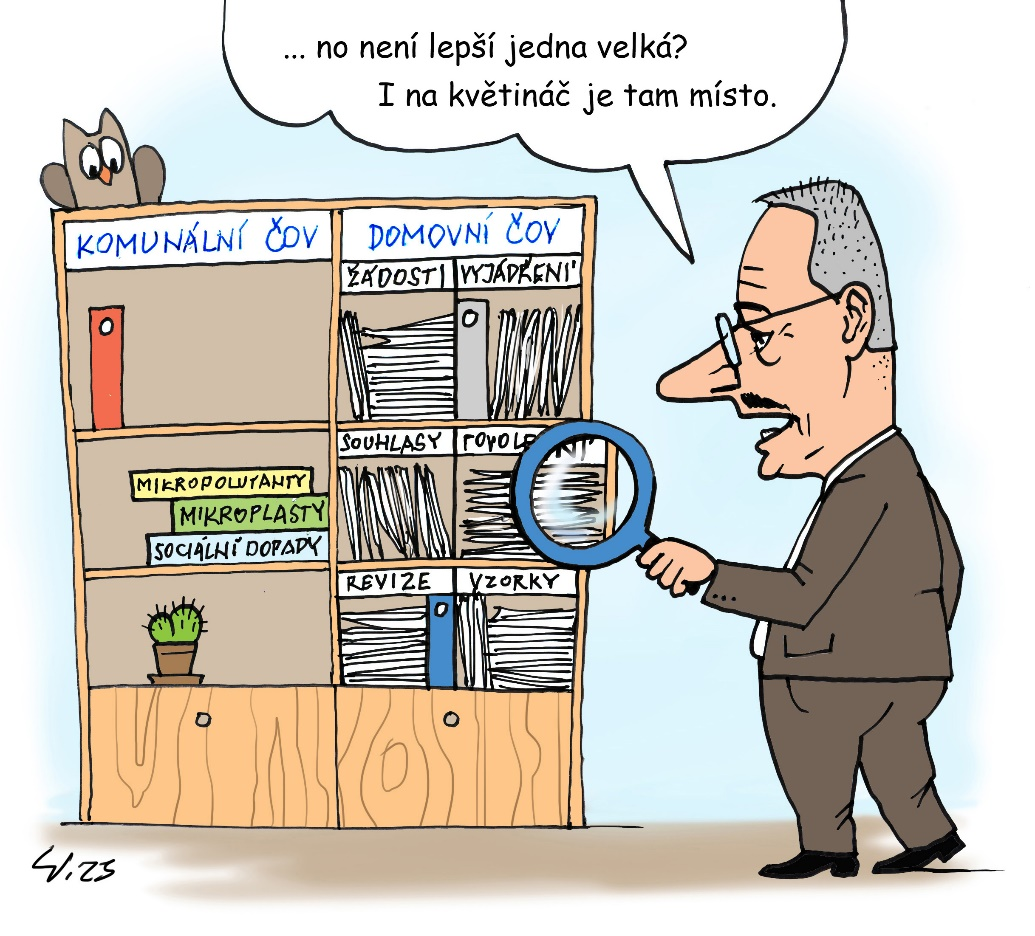 ... no není lepší jedna velká?
I na květináč je tam místo.
KOMUNÁLNÍ ČOV
DOMOVNÍ ČOV
ŽÁDOSTI
VYJÁDŘENÍ
SOUHLASY
MIKROPOLUTANTY
MIKROPLASTY
SOCIÁLNÍ DOPADY
REVIZE
VZORKY